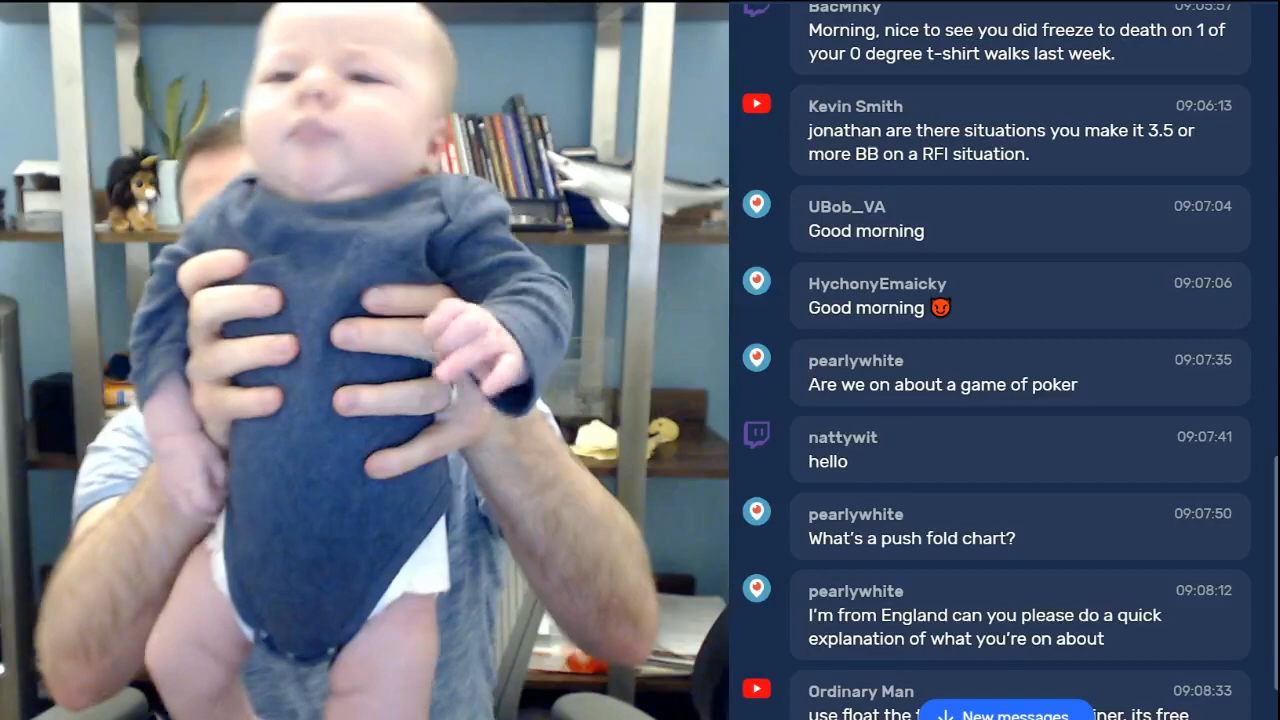 BacMnky
09:05:57
Morning, nice to see you did freeze to death on 1 of
your 0 degree t-shirt walks last week.
Kevin Smith
09:06:13
jonathan are there situations you make it 3.5 or
more BB on a RFI situation.
UBob_VA
09:07:04
Good morning
HychonyEmaicky
09:07:06
Good morning 😈
pearlywhite
09:07:35
Are we on about a game of poker
nattywit
09:07:41
hello
pearlywhite
09:07:50
What's a push fold chart?
pearlywhite
09:08:12
I'm from England can you please do a quick
explanation of what you're on about
Ordinary Man
09:08:33
use float the
iner, its free
↓ New messages